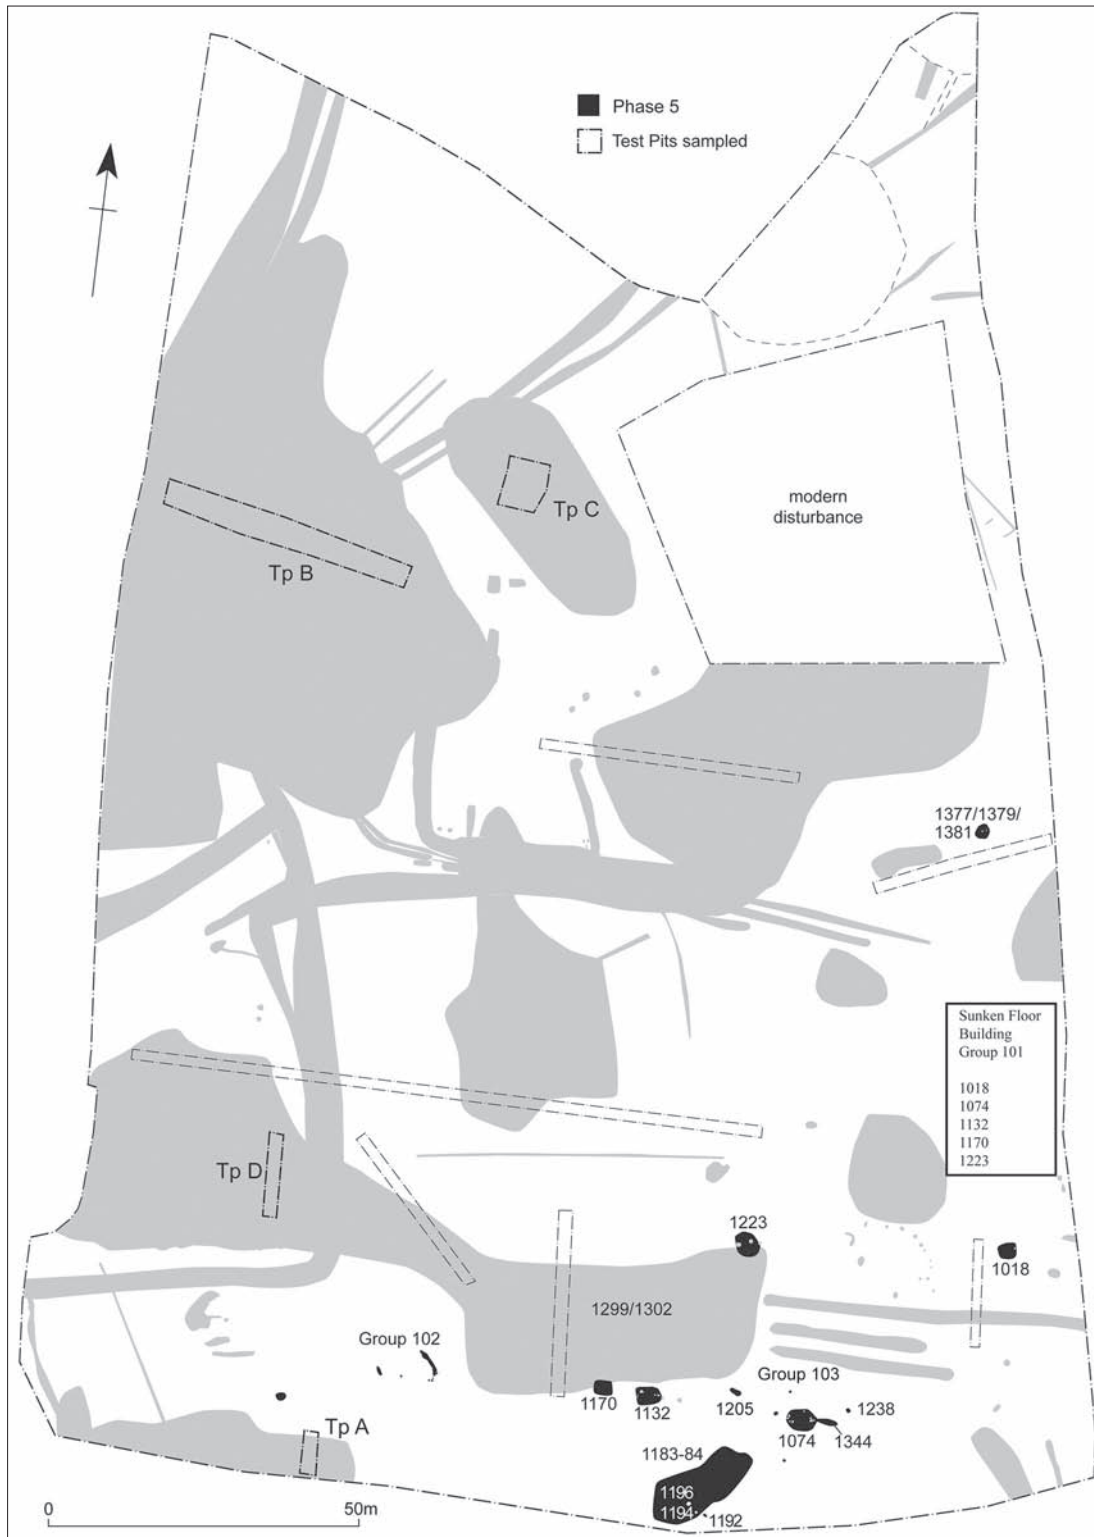 Phase 5
Test Pits sampled
Tp C
modern
disturbance
Tp B
1377/1379/
1381
Sunken Floor
Building
Group 101
1018
1074
1132
1170
1223
Tp D
1223
1018
1299/1302
Group 102
Group 103
1170
1132
1205
1238
1074
1344
Tp A
1183-84
1196
1194
1192
0
50m